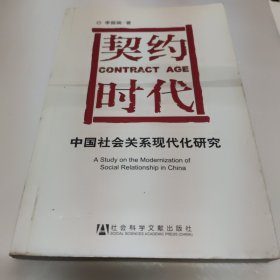 著
契约
CONTRACT AGE
时代
中国社会关系现代化研究
A Study on the Modernization of
Social Relationship in China
社会科学文献出版社
SOCIAL SCIENCES ACADEMIC PRESS (CHINA)